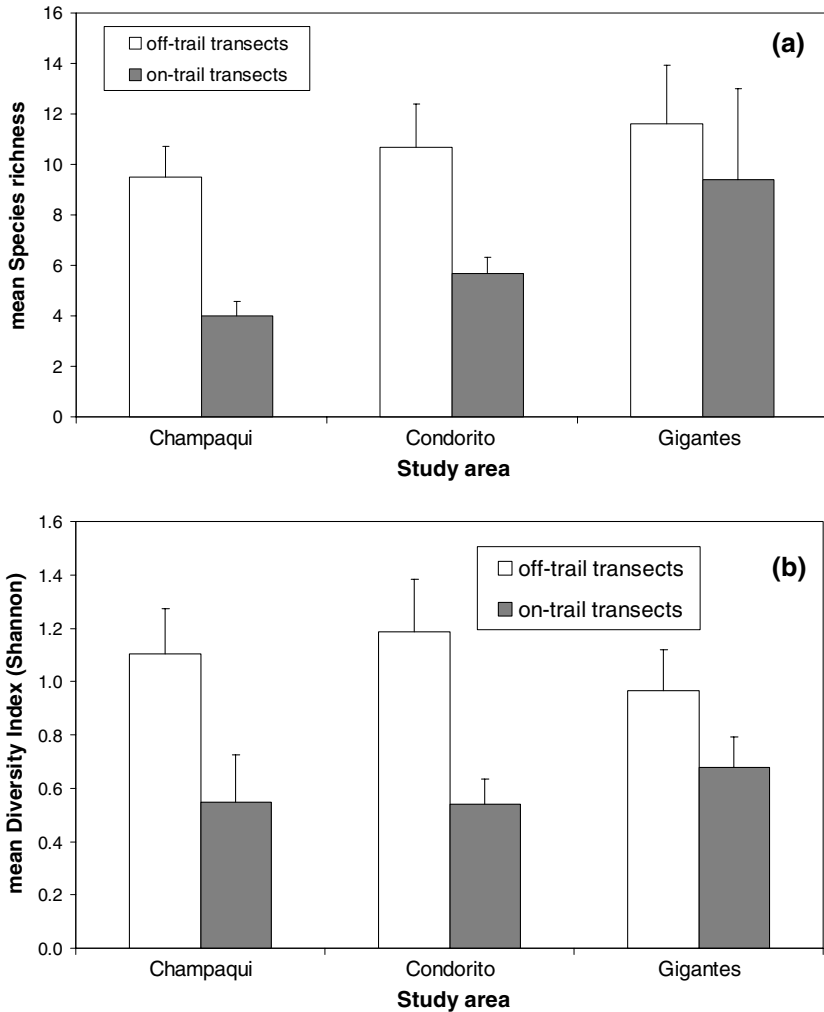 (a)
off-trail transects
on-trail transects
mean Species richness
16
14
12
10
8
6
4
2
0
Champaqui Condorito Gigantes
Study area
(b)
off-trail transects
on-trail transects
mean Diversity Index (Shannon)
1.6
1.4
1.2
1.0
0.8
0.6
0.4
0.2
0.0
Champaqui Condorito Gigantes
Study area